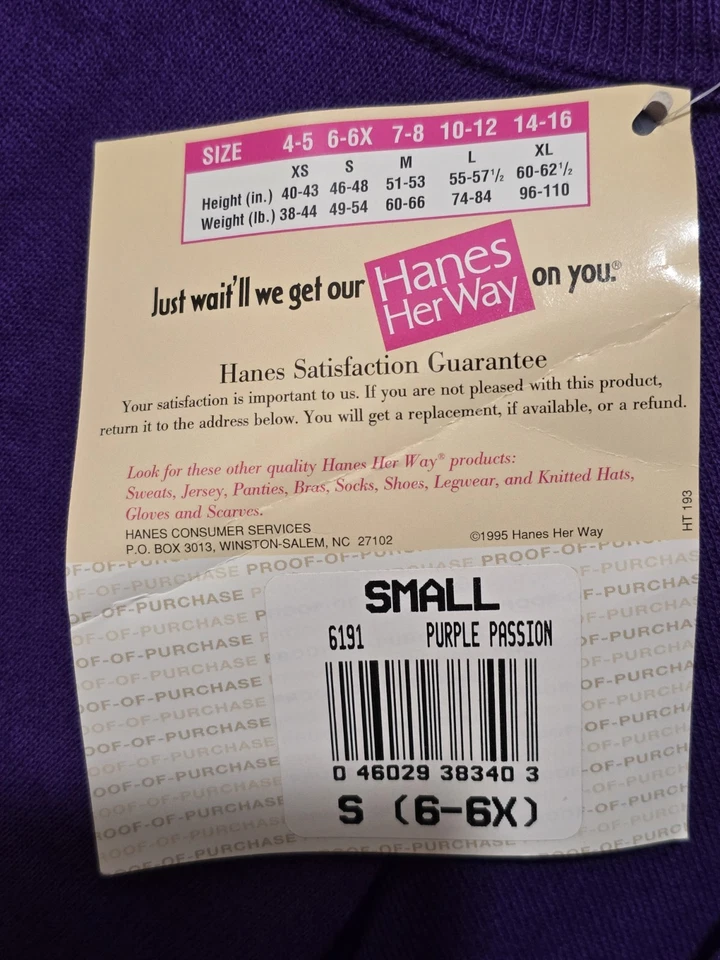 SIZE 4-5 6-6X 7-8 10-12 14-16
XS S M L XL
Height (in.) 40-43 46-48 51-53 55-57½ 60-62½
Weight (lb.) 38-44 49-54 60-66 74-84 96-110
Just wait'll we get our Hanes Her Way on you.®
Hanes Satisfaction Guarantee
Your satisfaction is important to us. If you are not pleased with this product,
return it to the address below. You will get a replacement, if available, or a refund.
Look for these other quality Hanes Her Way® products:
Sweats, Jersey, Panties, Bras, Socks, Shoes, Legwear, and Knitted Hats,
Gloves and Scarves.
HANES CONSUMER SERVICES
P.O. BOX 3013, WINSTON-SALEM, NC 27102
©1995 Hanes Her Way
HT 193
PROOF-OF-PURCHASE
SMALL
6191 PURPLE PASSION
0 46029 38340 3
S (6-6X)